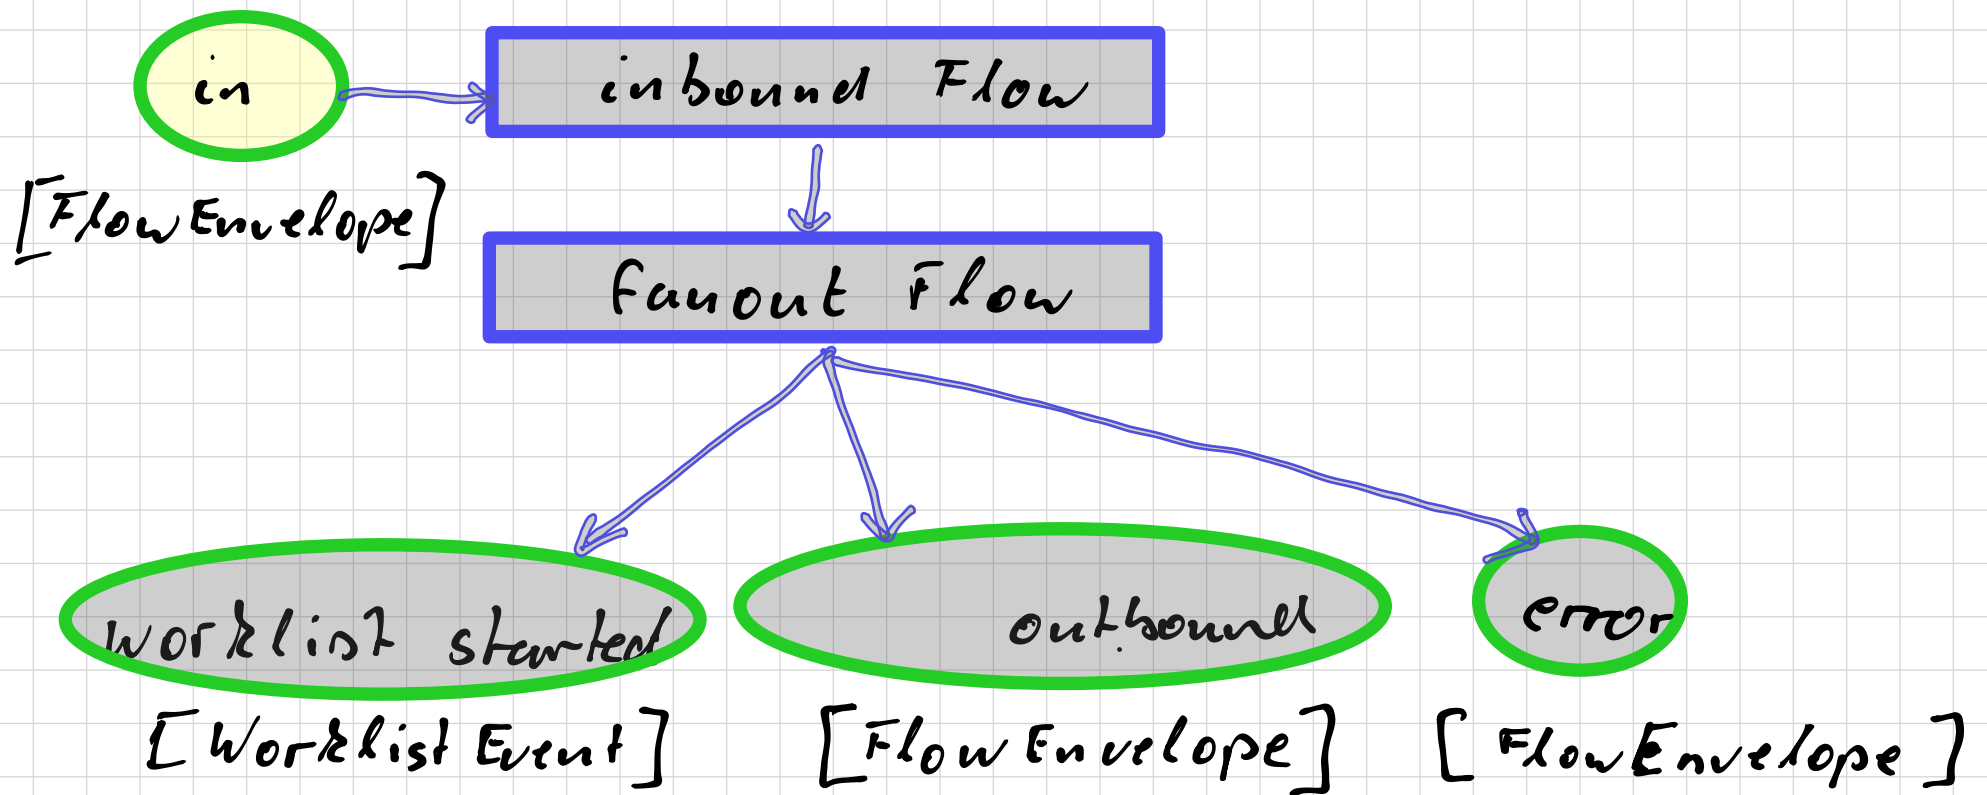 in
inbound Flow
[FlowEnvelope]
fanout Flow
worklist started
outbound
error
[WorklistEvent]
[FlowEnvelope]
[FlowEnvelope]